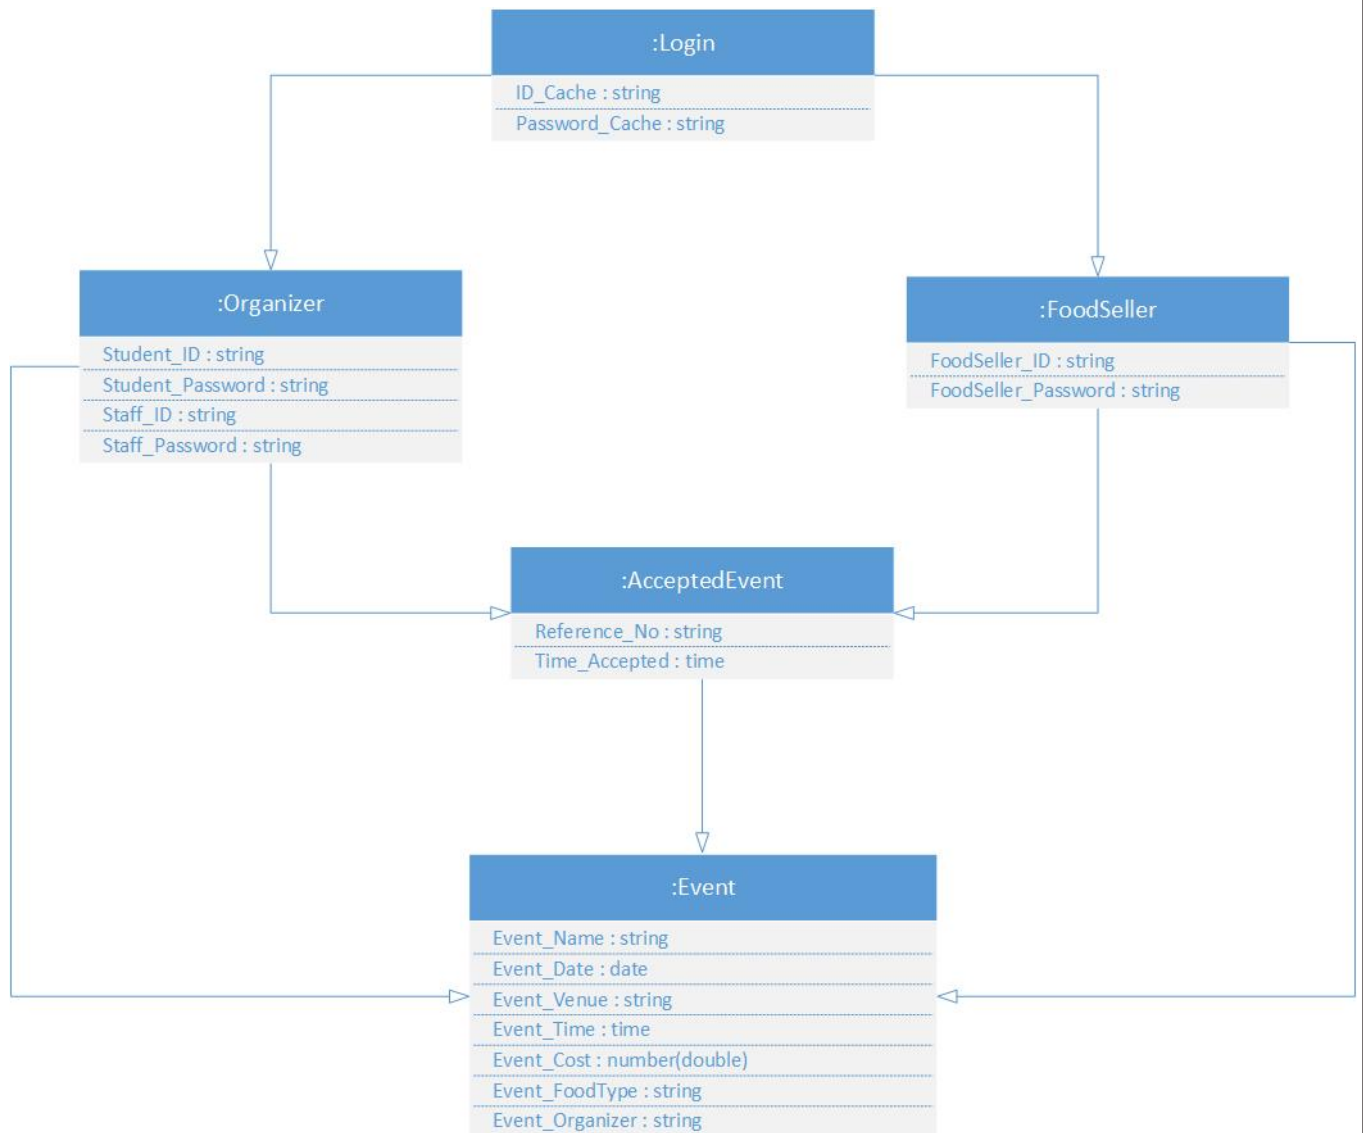 :Login
ID_Cache : string
Password_Cache : string
:Organizer
Student_ID : string
Student_Password : string
Staff_ID : string
Staff_Password : string
:FoodSeller
FoodSeller_ID : string
FoodSeller_Password : string
:AcceptedEvent
Reference_No : string
Time_Accepted : time
:Event
Event_Name : string
Event_Date : date
Event_Venue : string
Event_Time : time
Event_Cost : number(double)
Event_FoodType : string
Event_Organizer : string